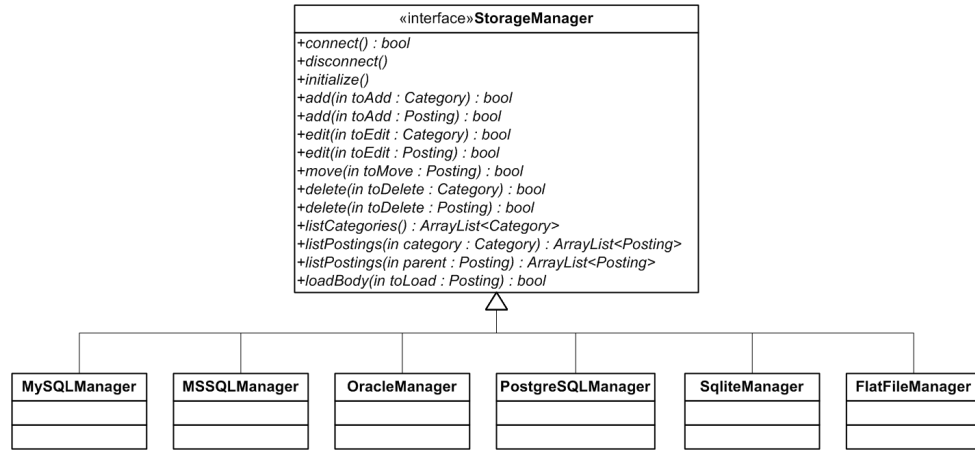 «interface»StorageManager
+connect() : bool
+disconnect()
+initialize()
+add(in toAdd : Category) : bool
+add(in toAdd : Posting) : bool
+edit(in toEdit : Category) : bool
+edit(in toEdit : Posting) : bool
+move(in toMove : Posting) : bool
+delete(in toDelete : Category) : bool
+delete(in toDelete : Posting) : bool
+listCategories() : ArrayList<Category>
+listPostings(in category : Category) : ArrayList<Posting>
+listPostings(in parent : Posting) : ArrayList<Posting>
+loadBody(in toLoad : Posting) : bool
MySQLManager
MSSQLManager
OracleManager
PostgreSQLManager
SqliteManager
FlatFileManager